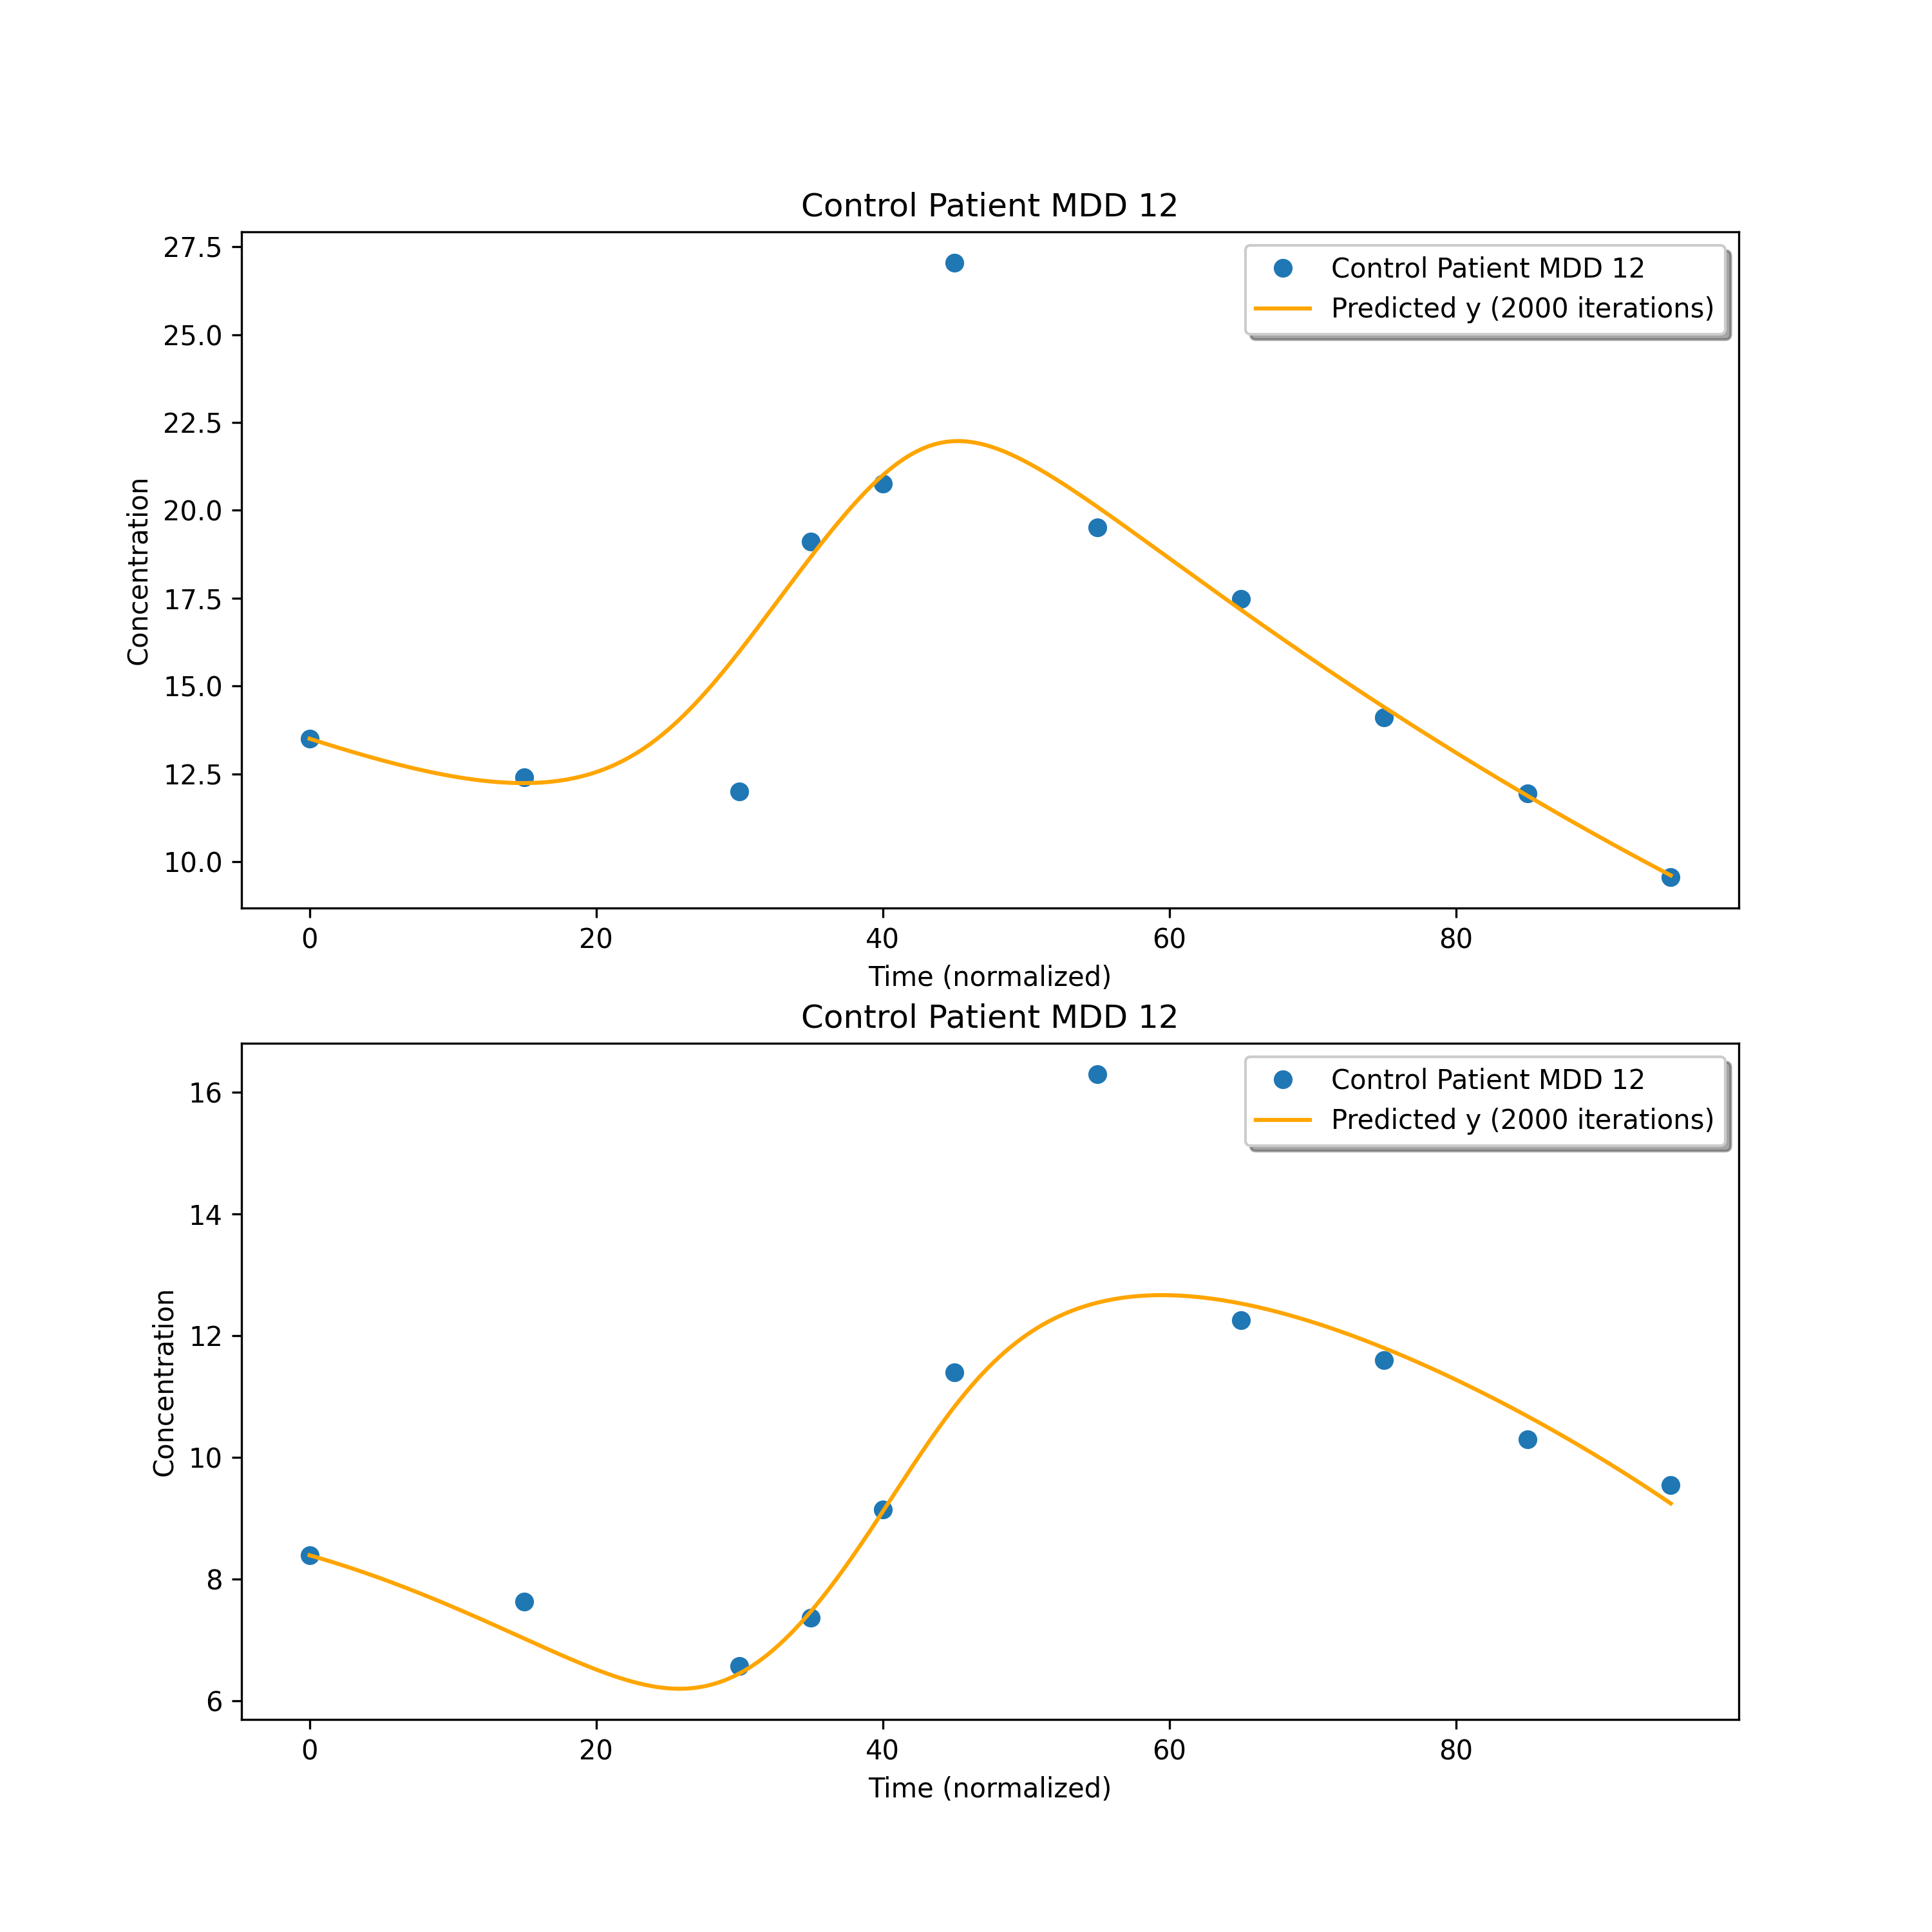 Control Patient MDD 12
27.5
25.0
22.5
20.0
17.5
15.0
12.5
10.0
Concentration
Control Patient MDD 12
Predicted y (2000 iterations)
0 20 40 60 80
Time (normalized)
Control Patient MDD 12
16
14
12
10
8
6
Concentration
Control Patient MDD 12
Predicted y (2000 iterations)
0 20 40 60 80
Time (normalized)